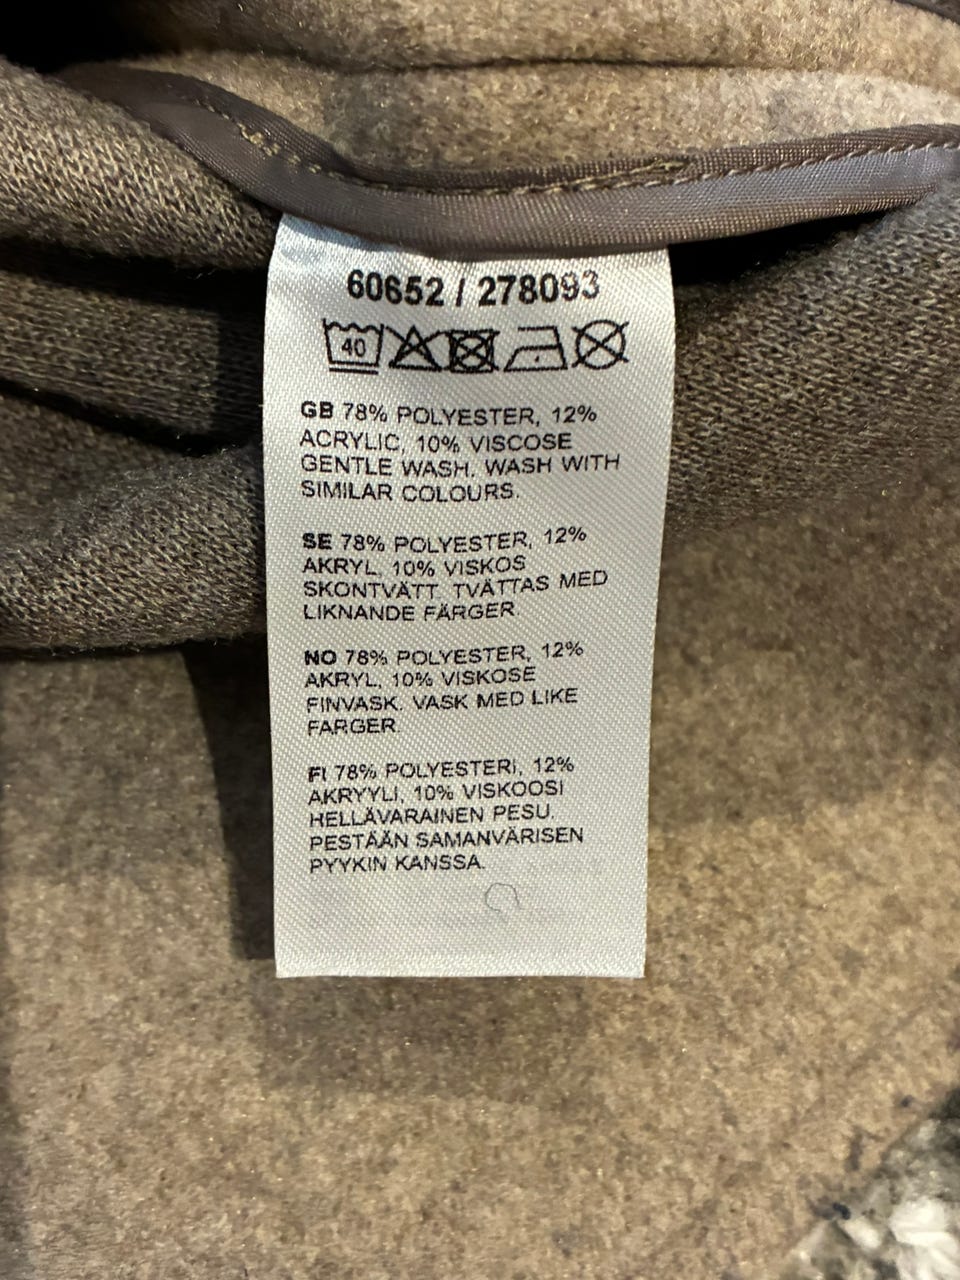 60652 / 278093
40
GB 78% POLYESTER, 12%
ACRYLIC, 10% VISCOSE
GENTLE WASH. WASH WITH
SIMILAR COLOURS.
SE 78% POLYESTER, 12%
AKRYL, 10% VISKOS
SKONTVÄTT. TVÄTTAS MED
LIKNANDE FÄRGER.
NO 78% POLYESTER, 12%
AKRYL, 10% VISKOSE
FINVASK. VASK MED LIKE
FARGER.
FI 78% POLYESTERI, 12%
AKRYYLI, 10% VISKOOSI
HELLÄVARAINEN PESU.
PESTÄÄN SAMANVÄRISEN
PYYKIN KANSSA.